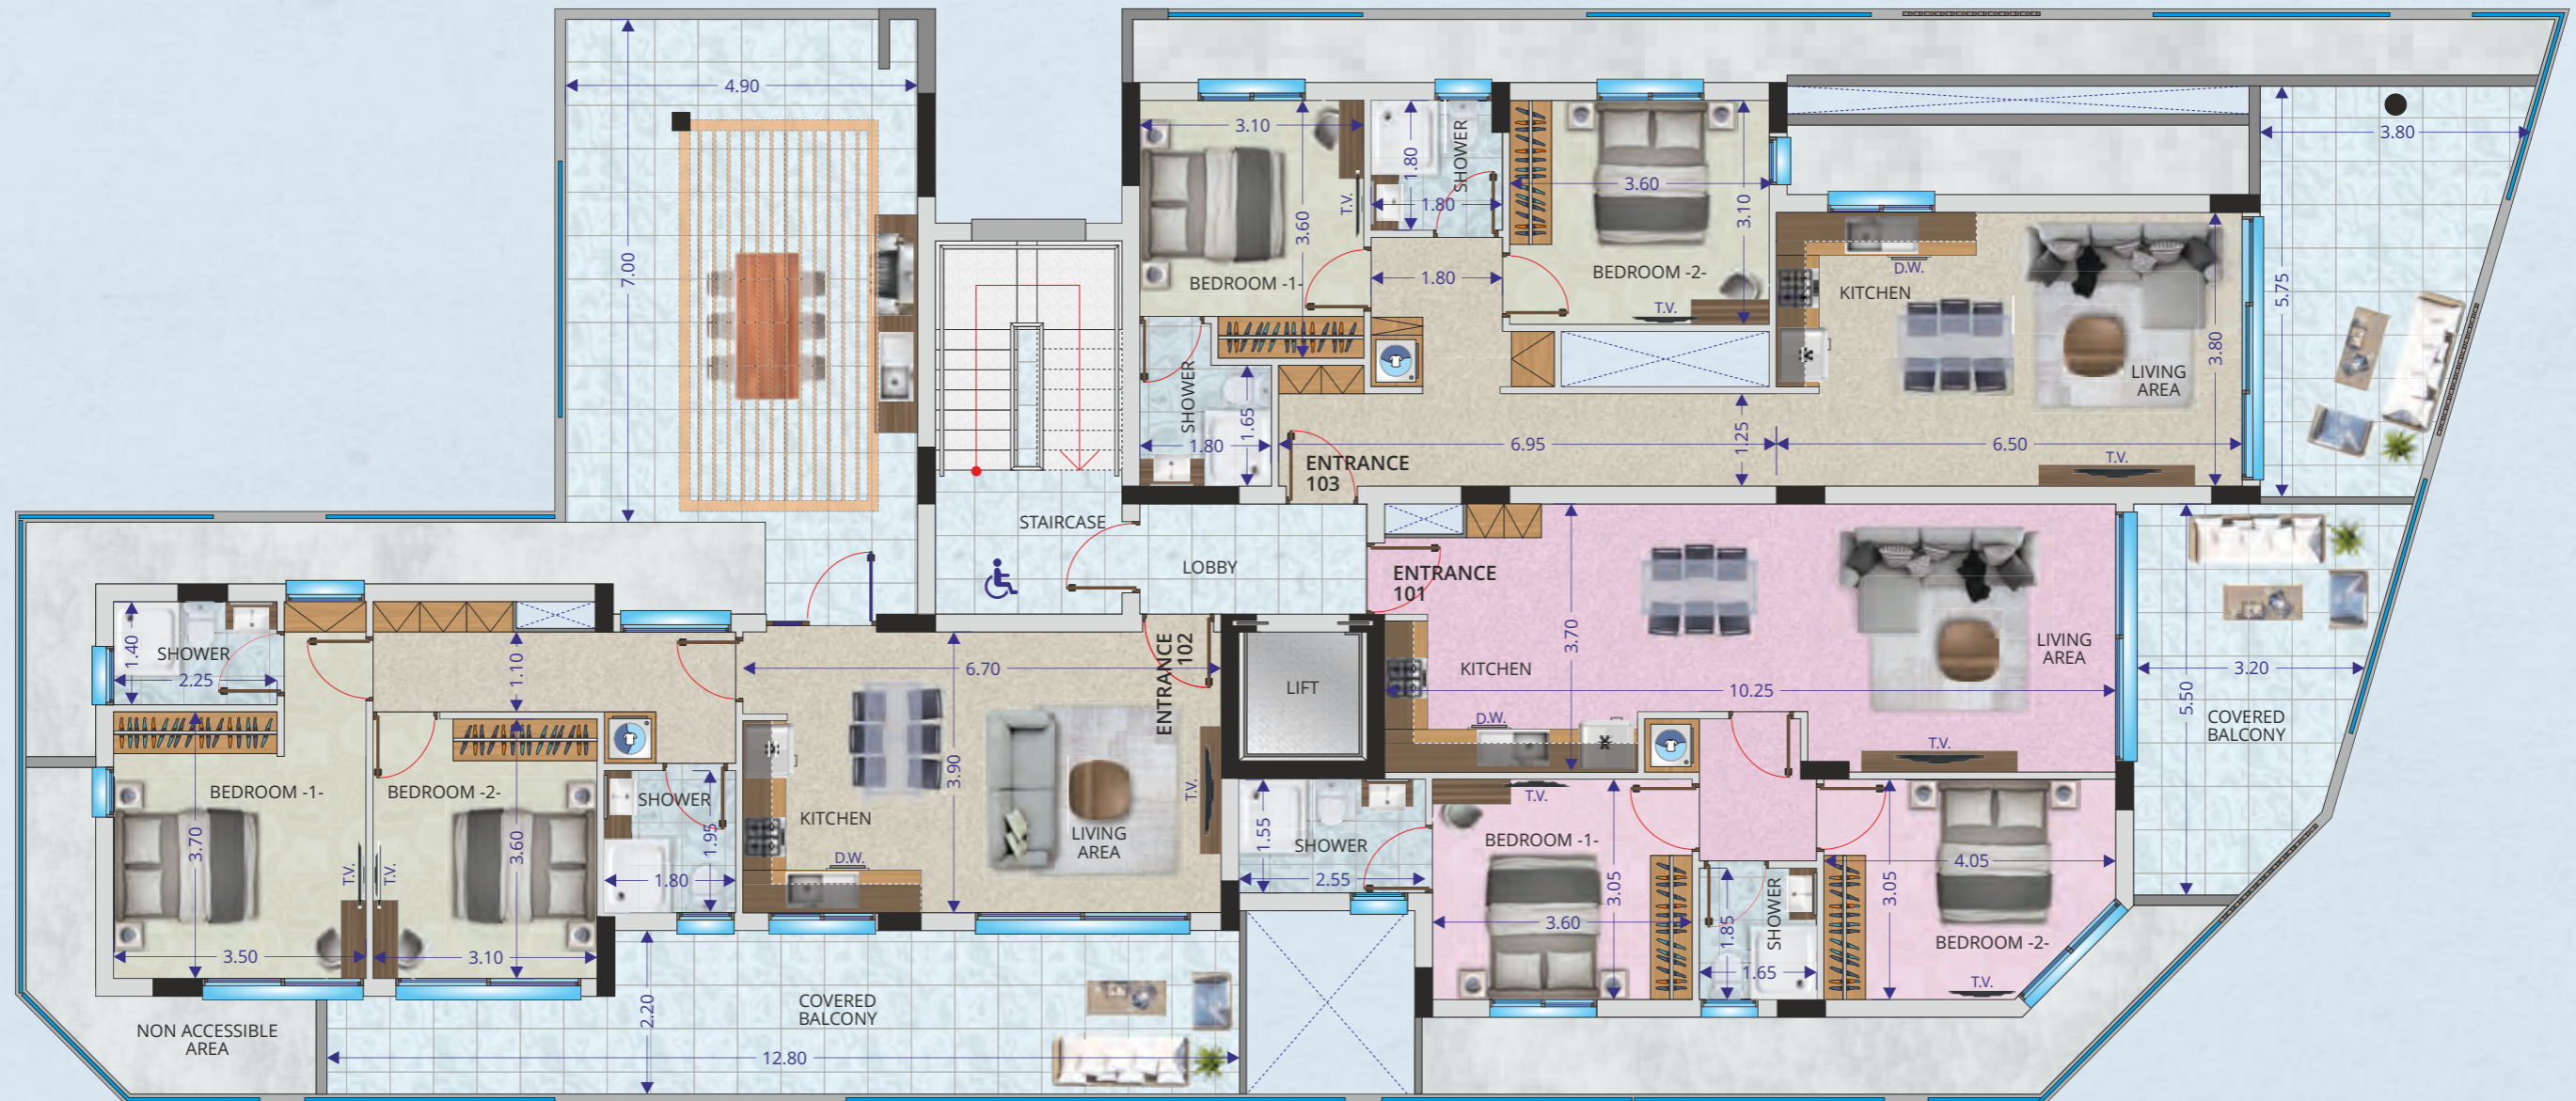 4.90
7.00
3.10
3.60
T.V.
BEDROOM -1-
1.80
1.80
SHOWER
3.60
3.10
BEDROOM -2-
T.V.
1.80
3.80
5.75
D.W.
KITCHEN
3.80
LIVING
AREA
T.V.
SHOWER
1.65
1.80
6.95
1.25
6.50
ENTRANCE
103
STAIRCASE
LOBBY
ENTRANCE
101
3.70
KITCHEN
LIVING
AREA
10.25
D.W.
T.V.
3.20
5.50
COVERED
BALCONY
LIFT
ENTRANCE
102
6.70
1.40
SHOWER
2.25
1.10
3.90
BEDROOM -1-
BEDROOM -2-
3.70
T.V.
T.V.
3.60
3.50
3.10
SHOWER
1.95
1.80
KITCHEN
D.W.
LIVING
AREA
T.V.
1.55
SHOWER
2.55
T.V.
BEDROOM -1-
3.05
3.60
SHOWER
1.85
1.65
3.05
4.05
BEDROOM -2-
T.V.
NON ACCESSIBLE
AREA
2.20
COVERED
BALCONY
12.80